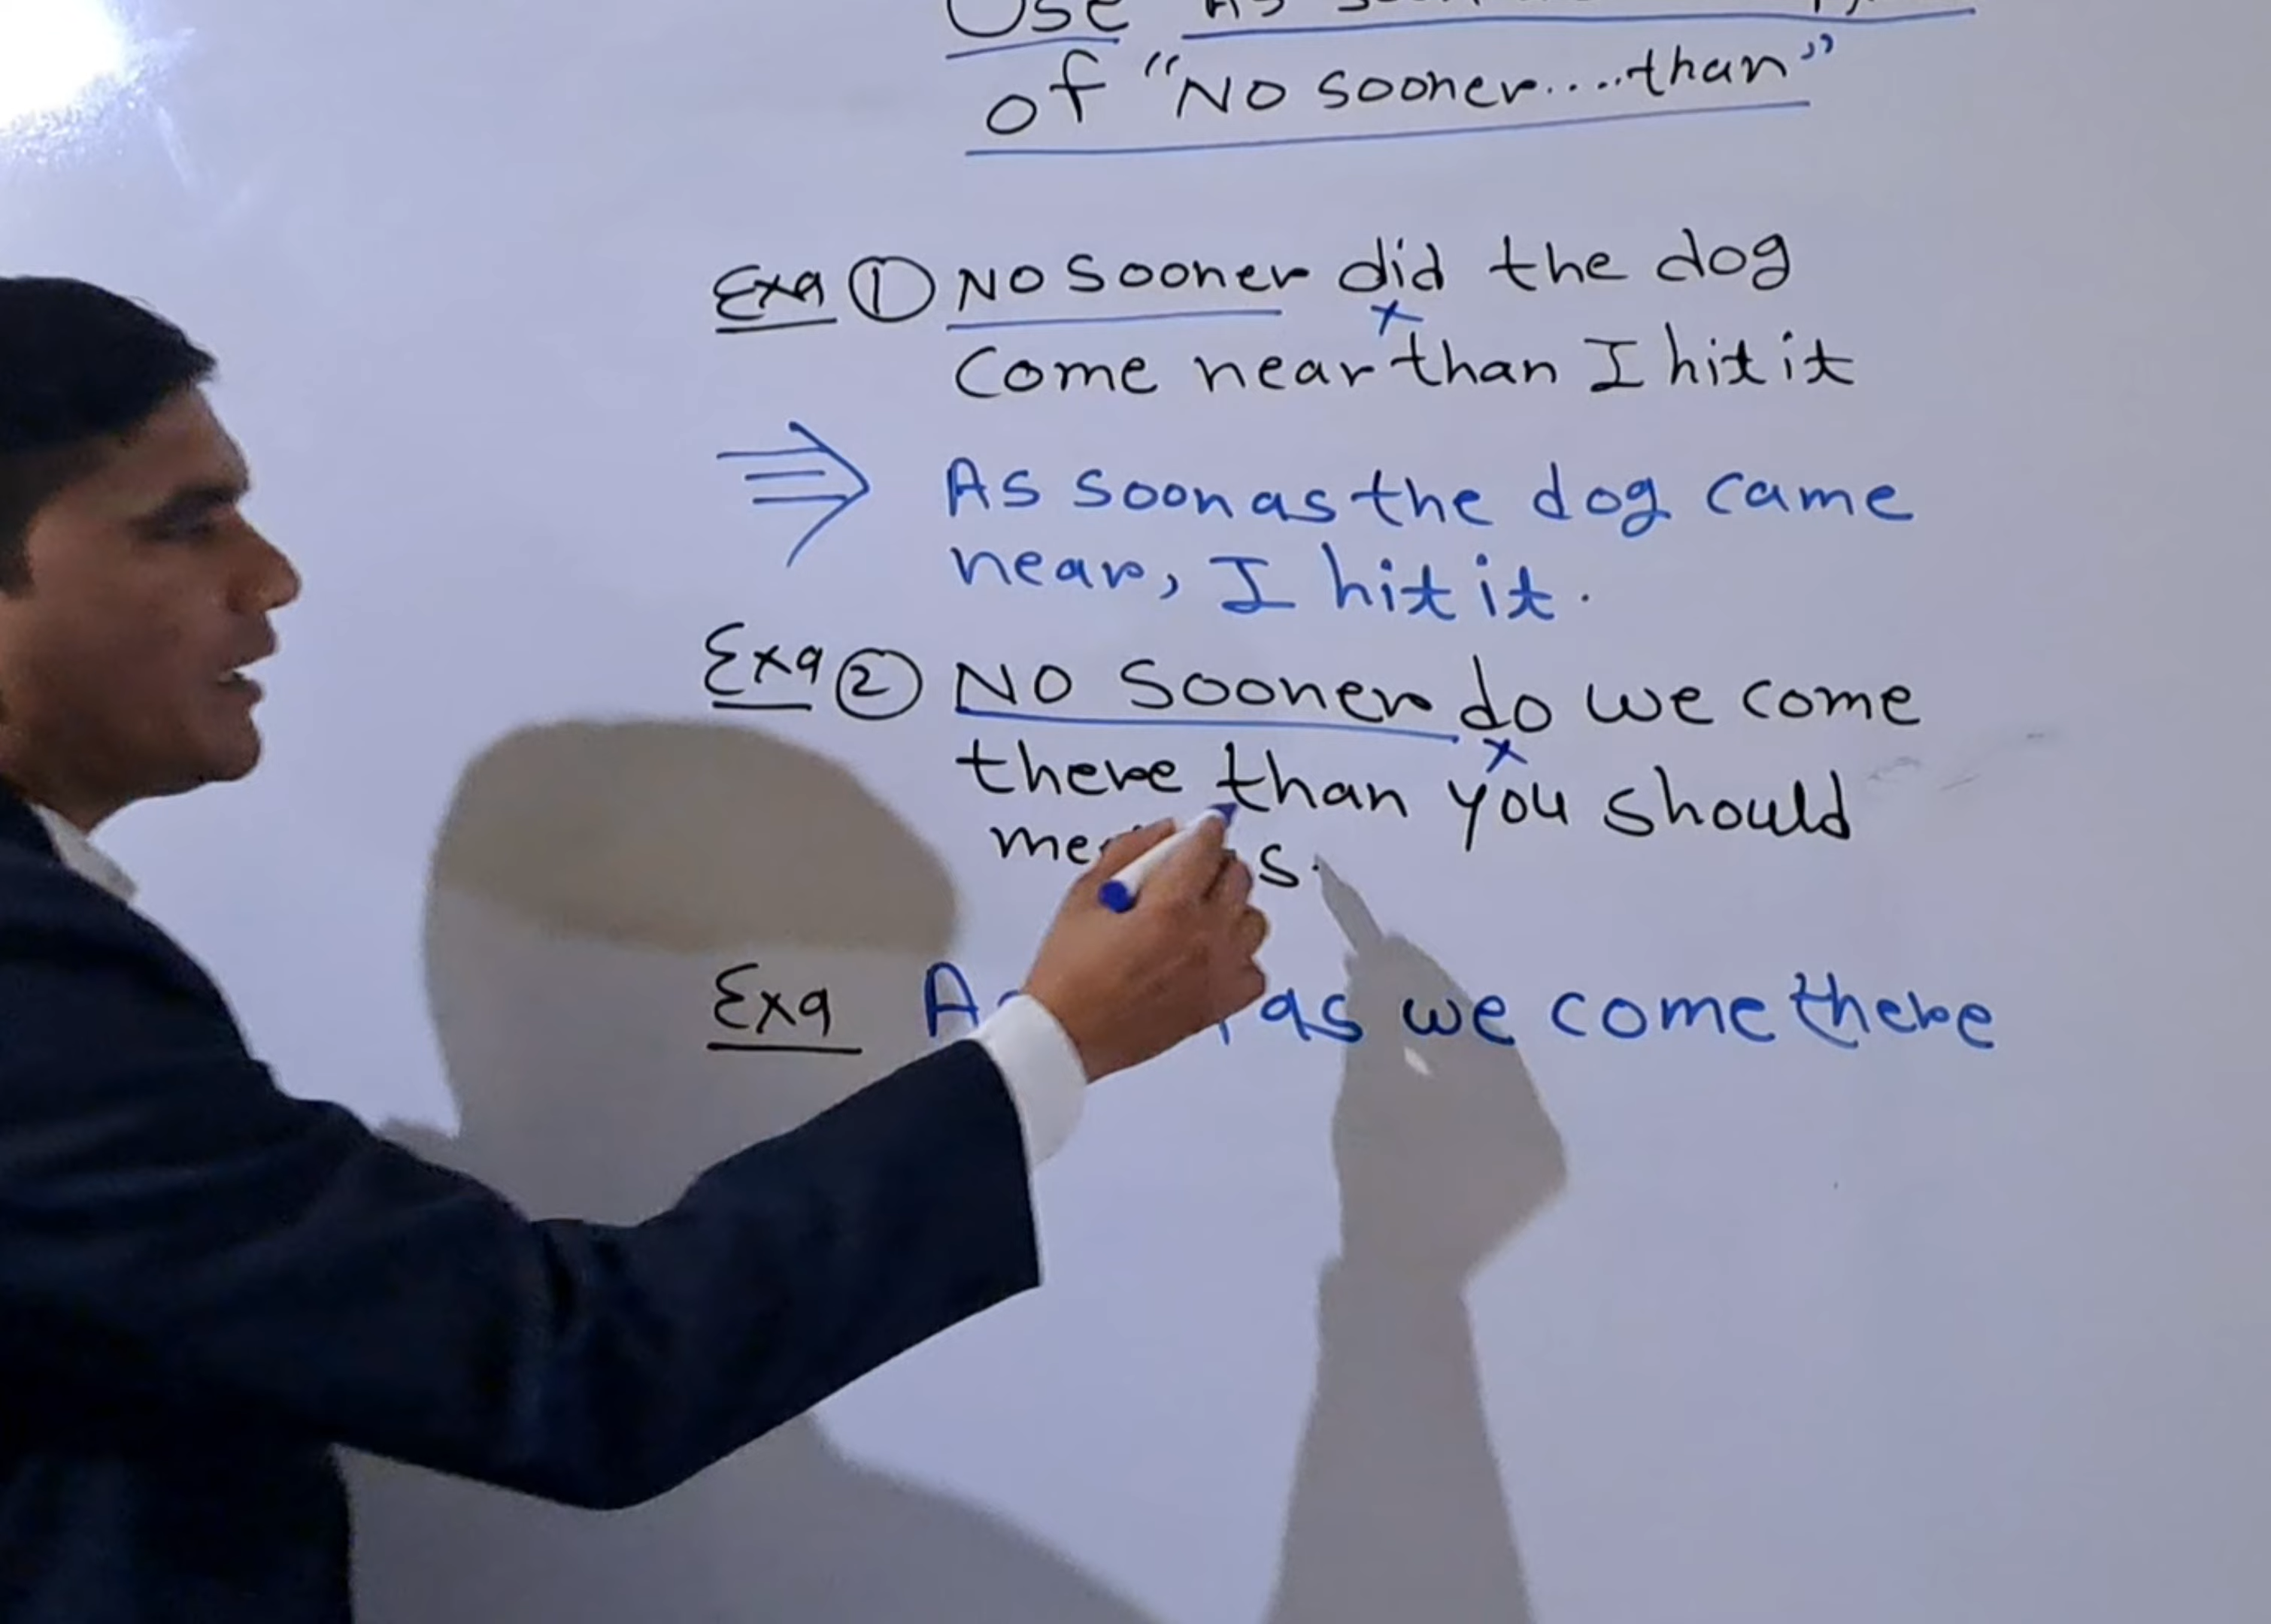 Use
of "No sooner....than"
Exa ① No sooner did the dog
x
Come near than I hit it
⇒ As soon as the dog came
near, I hit it.
Exa ② No Sooner do we come
x
there than you should
Exa as we come there